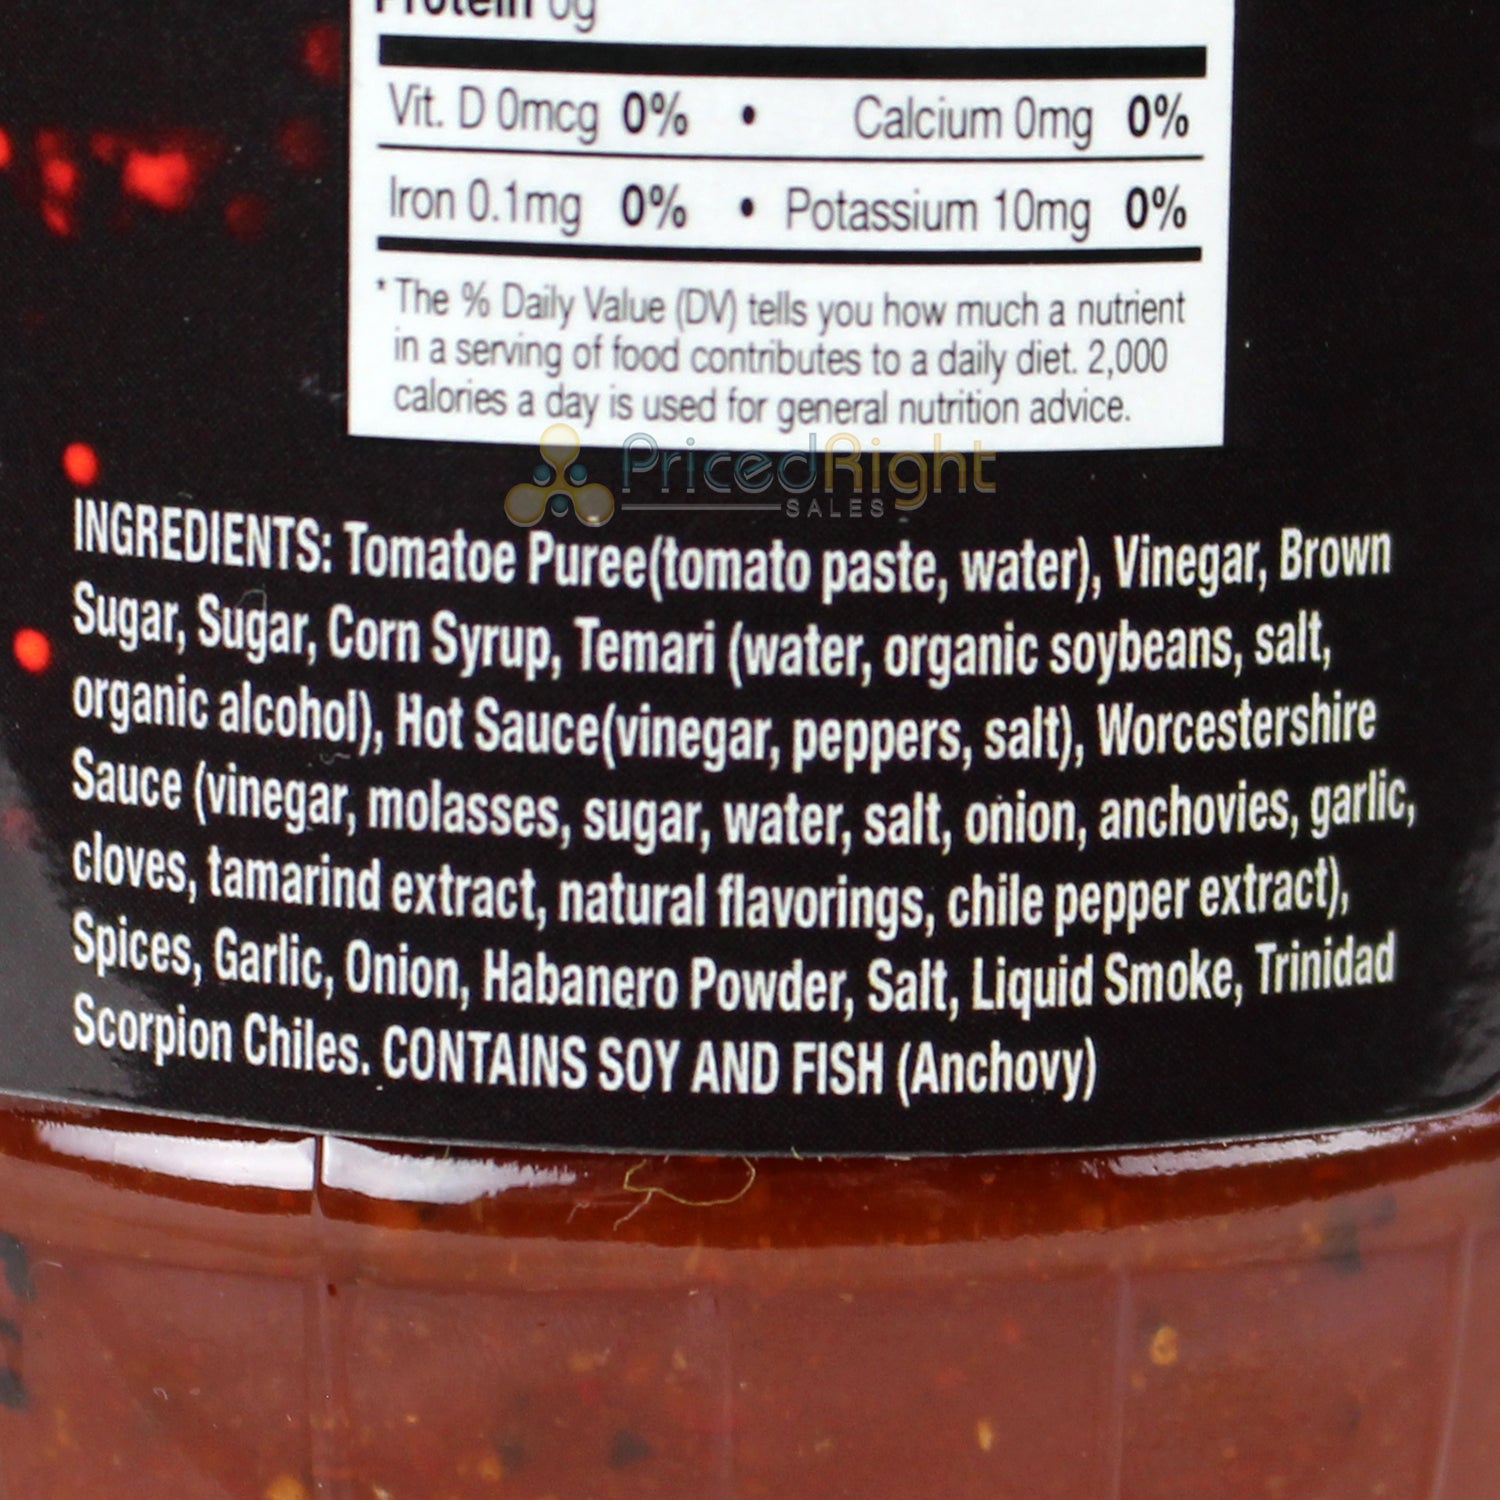 Protein 0g
Vit. D 0mcg 0% • Calcium 0mg 0%
Iron 0.1mg 0% • Potassium 10mg 0%
* The % Daily Value (DV) tells you how much a nutrient
in a serving of food contributes to a daily diet. 2,000
calories a day is used for general nutrition advice.
PricedRight
SALES
INGREDIENTS: Tomatoe Puree(tomato paste, water), Vinegar, Brown
Sugar, Sugar, Corn Syrup, Temari (water, organic soybeans, salt,
organic alcohol), Hot Sauce(vinegar, peppers, salt), Worcestershire
Sauce (vinegar, molasses, sugar, water, salt, onion, anchovies, garlic,
cloves, tamarind extract, natural flavorings, chile pepper extract),
Spices, Garlic, Onion, Habanero Powder, Salt, Liquid Smoke, Trinidad
Scorpion Chiles. CONTAINS SOY AND FISH (Anchovy)